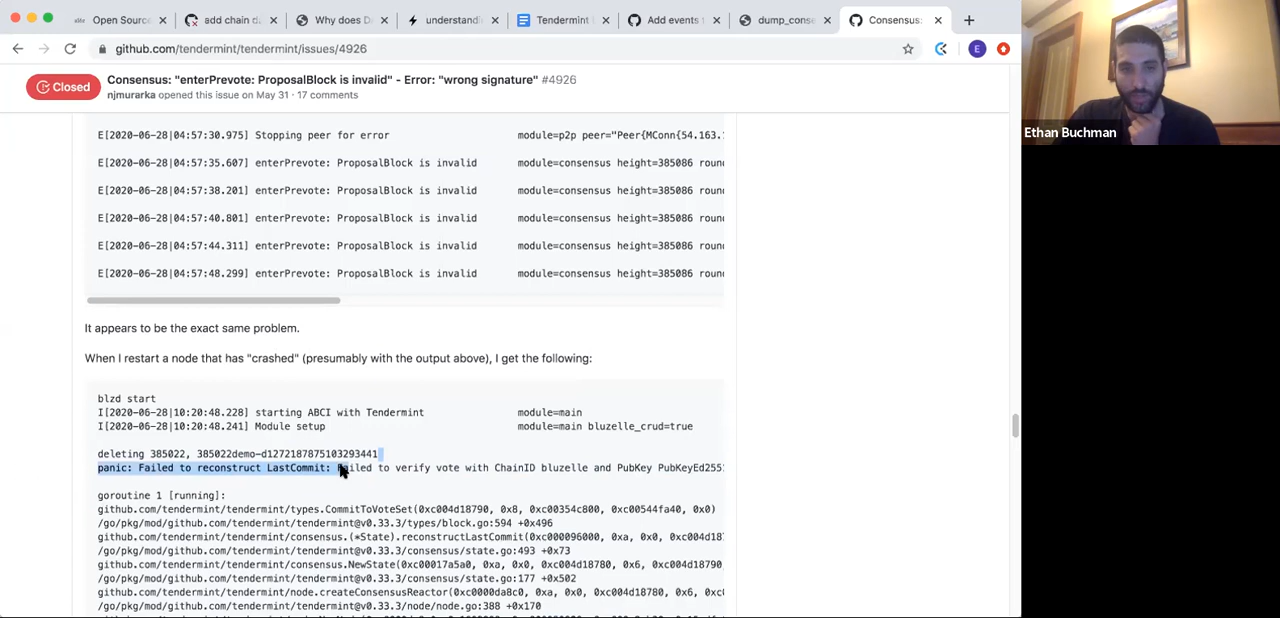 Open Source
add chain da
Why does D
understandi
Tendermint
Add events t
dump_conse
Consensus:
github.com/tendermint/tendermint/issues/4926
E
Closed
Consensus: "enterPrevote: ProposalBlock is invalid" - Error: "wrong signature" #4926
njmurarka opened this issue on May 31 · 17 comments
Ethan Buchman
E[2020-06-28|04:57:30.975] Stopping peer for error module=p2p peer="Peer{MConn{54.163.
E[2020-06-28|04:57:35.607] enterPrevote: ProposalBlock is invalid module=consensus height=385086 roun
E[2020-06-28|04:57:38.201] enterPrevote: ProposalBlock is invalid module=consensus height=385086 roun
E[2020-06-28|04:57:40.801] enterPrevote: ProposalBlock is invalid module=consensus height=385086 roun
E[2020-06-28|04:57:44.311] enterPrevote: ProposalBlock is invalid module=consensus height=385086 roun
E[2020-06-28|04:57:48.299] enterPrevote: ProposalBlock is invalid module=consensus height=385086 roun
It appears to be the exact same problem.
When I restart a node that has "crashed" (presumably with the output above), I get the following:
blzd start
I[2020-06-28|10:20:48.228] starting ABCI with Tendermint module=main
I[2020-06-28|10:20:48.241] Module setup module=main bluzelle_crud=true
deleting 385022, 385022demo-d1272187875103293441
panic: Failed to reconstruct LastCommit: Failed to verify vote with ChainID bluzelle and PubKey PubKeyEd255
goroutine 1 [running]:
github.com/tendermint/tendermint/types.CommitToVoteSet(0xc004d18790, 0x8, 0xc00354c800, 0xc00544fa40, 0x0)
/go/pkg/mod/github.com/tendermint/tendermint@v0.33.3/types/block.go:594 +0x496
github.com/tendermint/tendermint/consensus.(*State).reconstructLastCommit(0xc000096000, 0xa, 0x0, 0xc004d18
/go/pkg/mod/github.com/tendermint/tendermint@v0.33.3/consensus/state.go:493 +0x73
github.com/tendermint/tendermint/consensus.NewState(0xc00017a5a0, 0xa, 0x0, 0xc004d18780, 0x6, 0xc004d18790,
/go/pkg/mod/github.com/tendermint/tendermint@v0.33.3/consensus/state.go:177 +0x502
github.com/tendermint/tendermint/node.createConsensusReactor(0xc0000da8c0, 0xa, 0x0, 0xc004d18780, 0x6, 0xc
/go/pkg/mod/github.com/tendermint/tendermint@v0.33.3/node/node.go:388 +0x170